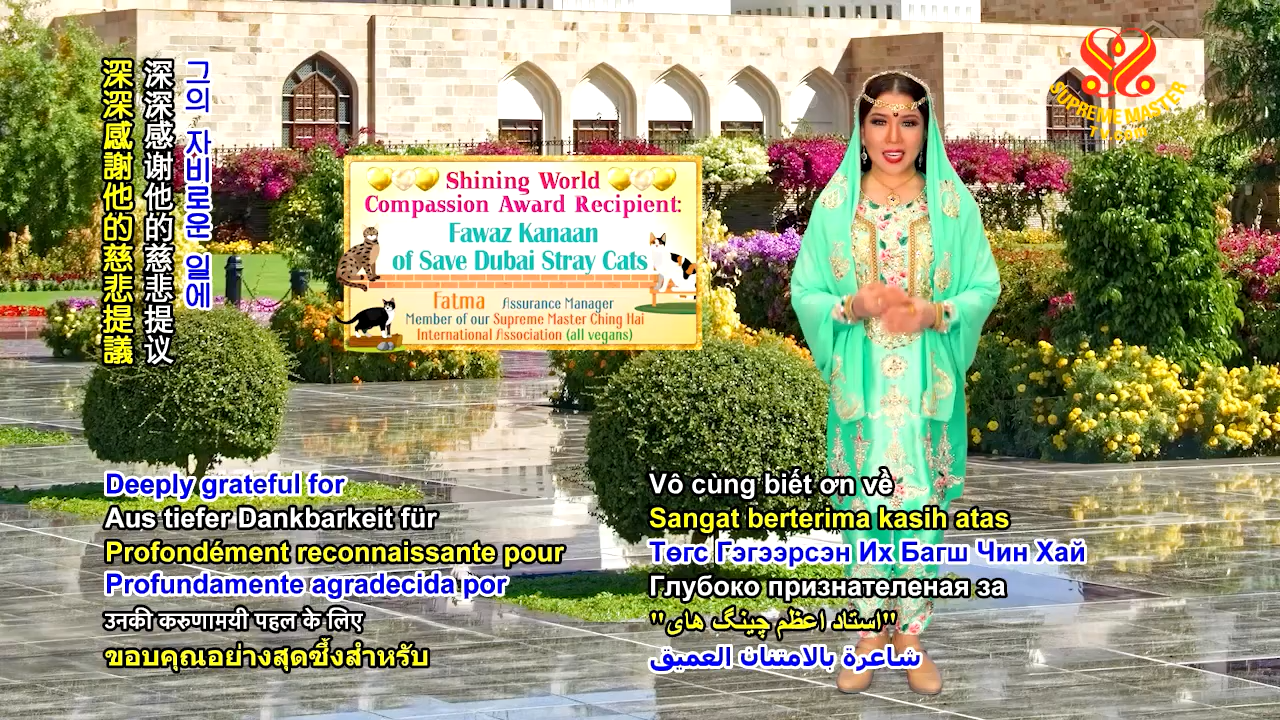 深深感謝他的慈悲提議
深深感谢他的慈悲提议
그의 자비로운 일에
SUPREME MASTER
TV.com
Shining World
Compassion Award Recipient:
Fawaz Kanaan
of Save Dubai Stray Cats
Fatma Assurance Manager
Member of our Supreme Master Ching Hai
International Association (all vegans)
Deeply grateful for
Aus tiefer Dankbarkeit für
Profondément reconnaissante pour
Profundamente agradecida por
उनकी करुणामयी पहल के लिए
ขอบคุณอย่างสุดซึ้งสำหรับ
Vô cùng biết ơn về
Sangat berterima kasih atas
Төгс Гэгээрсэн Их Багш Чин Хай
Глубоко признателеная за
"استاد اعظم چینگ های"
شاعرة بالامتنان العميق